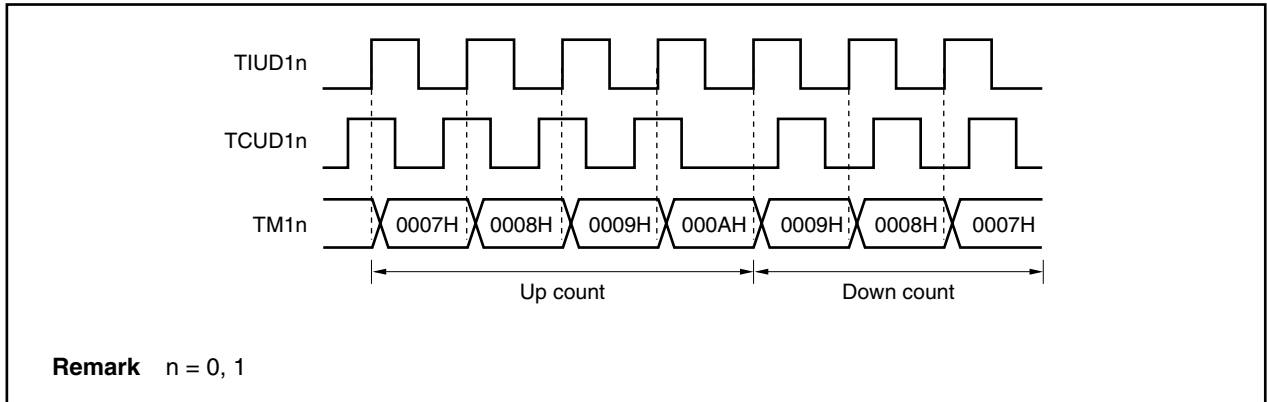 TIUD1n
TCUD1n
TM1n
0007H 0008H 0009H 000AH 0009H 0008H 0007H
Up count Down count
Remark n = 0, 1